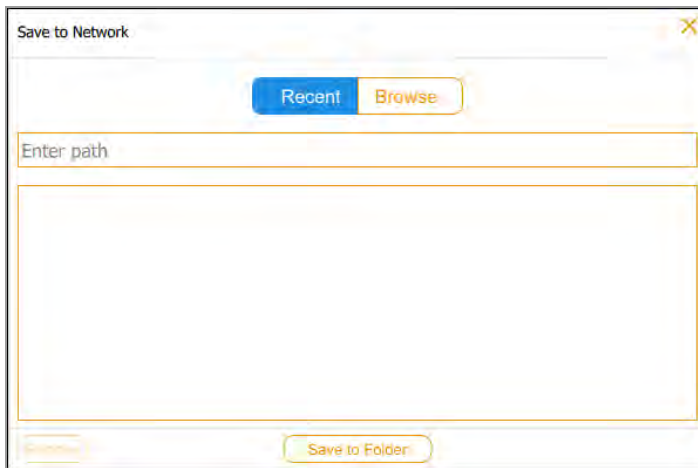 Save to Network
Recent
Browse
Enter path
Save to Folder